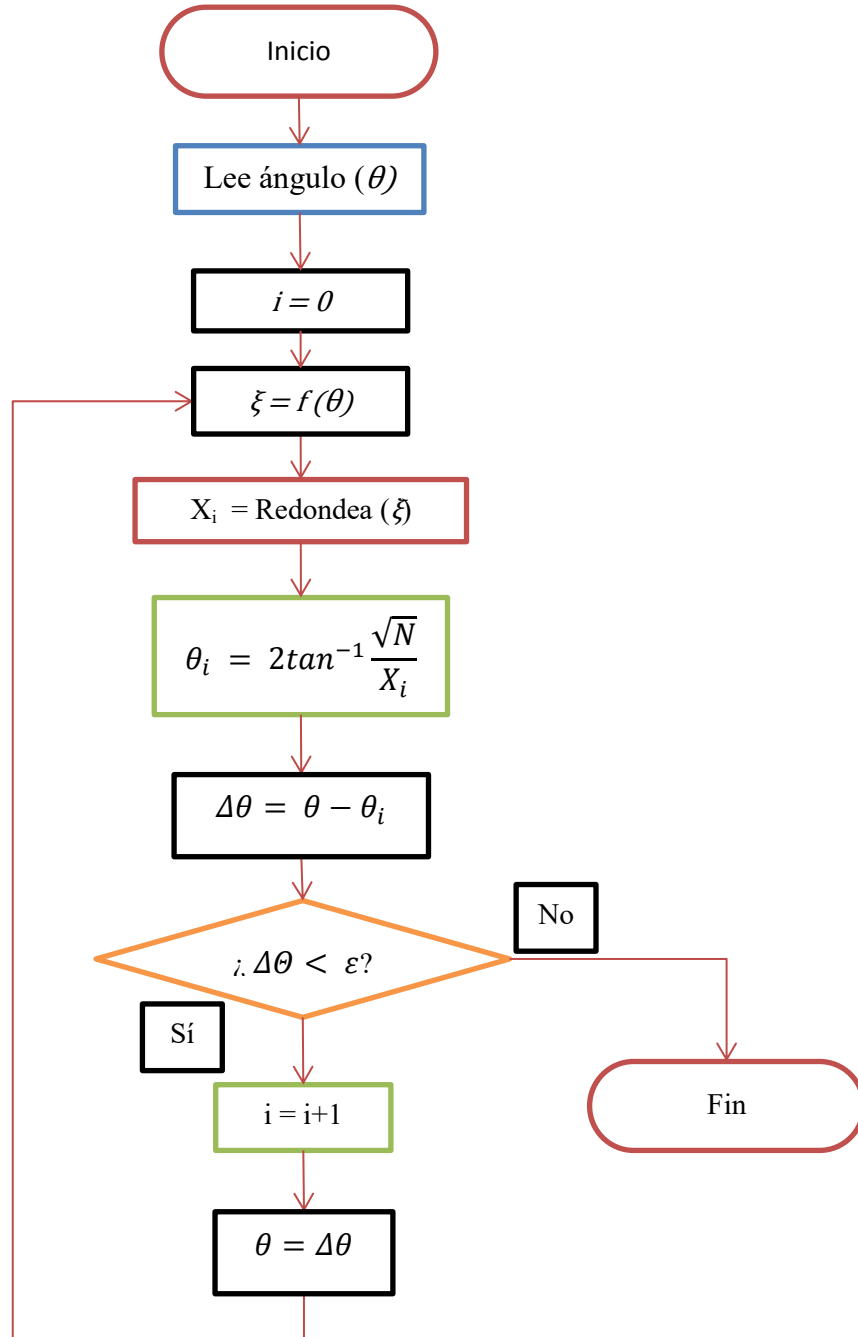 Inicio
Lee ángulo (θ)
i = 0
ξ = f(θ)
Xᵢ = Redondea (ξ)
θᵢ = 2tan⁻¹ √N / Xᵢ
Δθ = θ − θᵢ
¿ ΔΘ < ε?
No
Sí
Fin
i = i+1
θ = Δθ